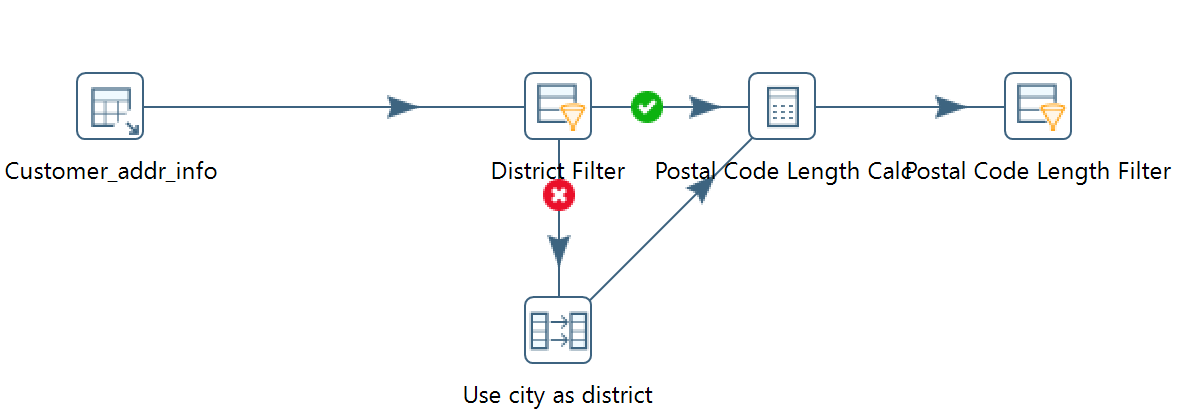 Customer_addr_info
District Filter
Postal Code Length Calc
Postal Code Length Filter
Use city as district